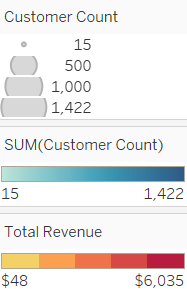 Customer Count
15
500
1,000
1,422
SUM(Customer Count)
15 1,422
Total Revenue
$48 $6,035